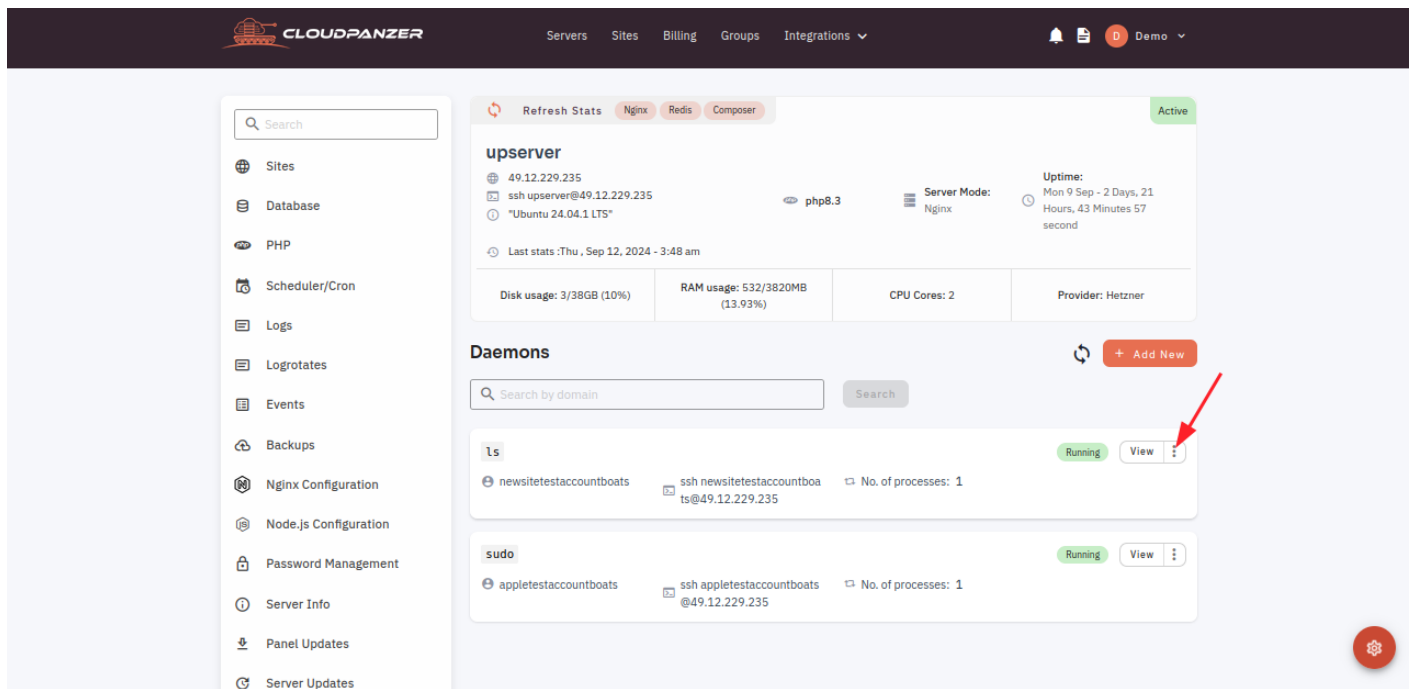 CLOUDPANZER
Servers Sites Billing Groups Integrations
D Demo
Search
Sites
Database
PHP
Scheduler/Cron
Logs
Logrotates
Events
Backups
Nginx Configuration
Node.js Configuration
Password Management
Server Info
Panel Updates
Server Updates
Refresh Stats Nginx Redis Composer Active
upserver
49.12.229.235
ssh upserver@49.12.229.235
"Ubuntu 24.04.1 LTS"
php8.3
Server Mode:
Nginx
Uptime:
Mon 9 Sep - 2 Days, 21
Hours, 43 Minutes 57
second
Last stats :Thu , Sep 12, 2024 - 3:48 am
Disk usage: 3/38GB (10%)
RAM usage: 532/3820MB
(13.93%)
CPU Cores: 2
Provider: Hetzner
Daemons
+ Add New
Search by domain
Search
ls
Running View
newsitetestaccountboats
ssh newsitetestaccountboa
ts@49.12.229.235
No. of processes: 1
sudo
Running View
appletestaccountboats
ssh appletestaccountboats
@49.12.229.235
No. of processes: 1